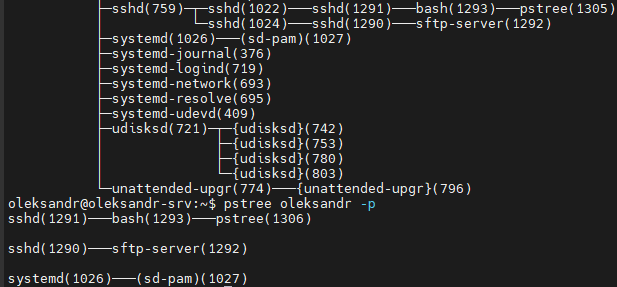 ├─sshd(759)─┬─sshd(1022)───sshd(1291)───bash(1293)───pstree(1305)
└─sshd(1024)───sshd(1290)───sftp-server(1292)
├─systemd(1026)───(sd-pam)(1027)
├─systemd-journal(376)
├─systemd-logind(719)
├─systemd-network(693)
├─systemd-resolve(695)
├─systemd-udevd(409)
├─udisksd(721)─┬─{udisksd}(742)
├─{udisksd}(753)
├─{udisksd}(780)
└─{udisksd}(803)
└─unattended-upgr(774)───{unattended-upgr}(796)
oleksandr@oleksandr-srv:~$ pstree oleksandr -p
sshd(1291)───bash(1293)───pstree(1306)
sshd(1290)───sftp-server(1292)
systemd(1026)───(sd-pam)(1027)